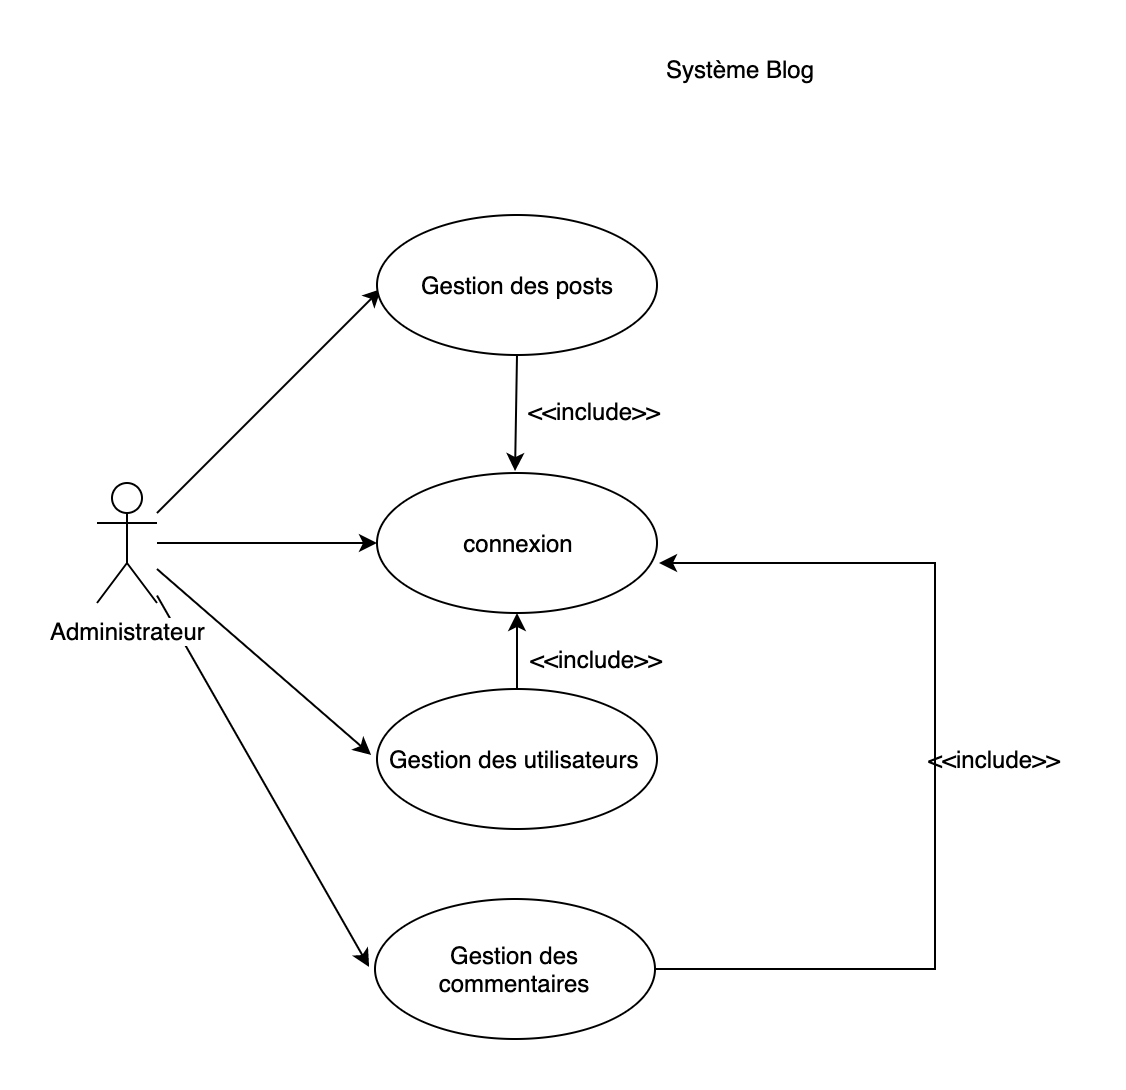 Système Blog
Gestion des posts
<<include>>
connexion
Administrateur
<<include>>
Gestion des utilisateurs
<<include>>
Gestion des
commentaires